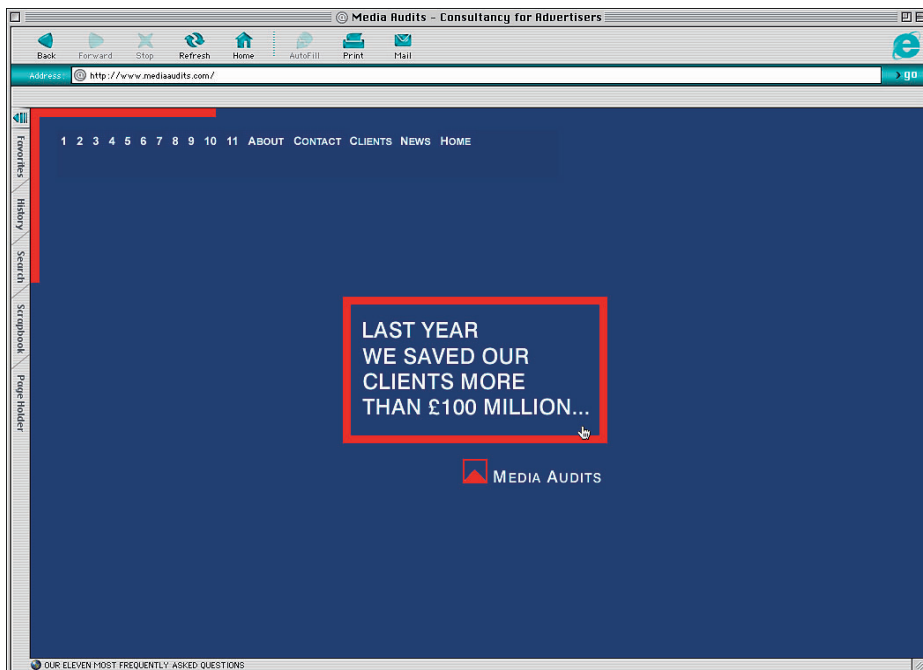 @ Media Audits - Consultancy for Advertisers
Back Forward Stop Refresh Home AutoFill Print Mail
Address: @ http://www.mediaaudits.com/ go
Favorites
History
Search
Scrapbook
Page Holder
1 2 3 4 5 6 7 8 9 10 11 ABOUT CONTACT CLIENTS NEWS HOME
LAST YEAR
WE SAVED OUR
CLIENTS MORE
THAN £100 MILLION...
MEDIA AUDITS
OUR ELEVEN MOST FREQUENTLY ASKED QUESTIONS